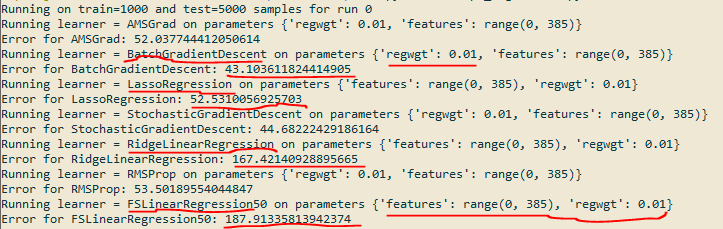 Running on train=1000 and test=5000 samples for run 0
Running learner = AMSGrad on parameters {'regwgt': 0.01, 'features': range(0, 385)}
Error for AMSGrad: 52.037744412050614
Running learner = BatchGradientDescent on parameters {'regwgt': 0.01, 'features': range(0, 385)}
Error for BatchGradientDescent: 43.103611824414905
Running learner = LassoRegression on parameters {'features': range(0, 385), 'regwgt': 0.01}
Error for LassoRegression: 52.5310056925703
Running learner = StochasticGradientDescent on parameters {'regwgt': 0.01, 'features': range(0, 385)}
Error for StochasticGradientDescent: 44.68222429186164
Running learner = RidgeLinearRegression on parameters {'features': range(0, 385), 'regwgt': 0.01}
Error for RidgeLinearRegression: 167.42140928895665
Running learner = RMSProp on parameters {'regwgt': 0.01, 'features': range(0, 385)}
Error for RMSProp: 53.50189554044847
Running learner = FSLinearRegression50 on parameters {'features': range(0, 385), 'regwgt': 0.01}
Error for FSLinearRegression50: 187.91335813942374